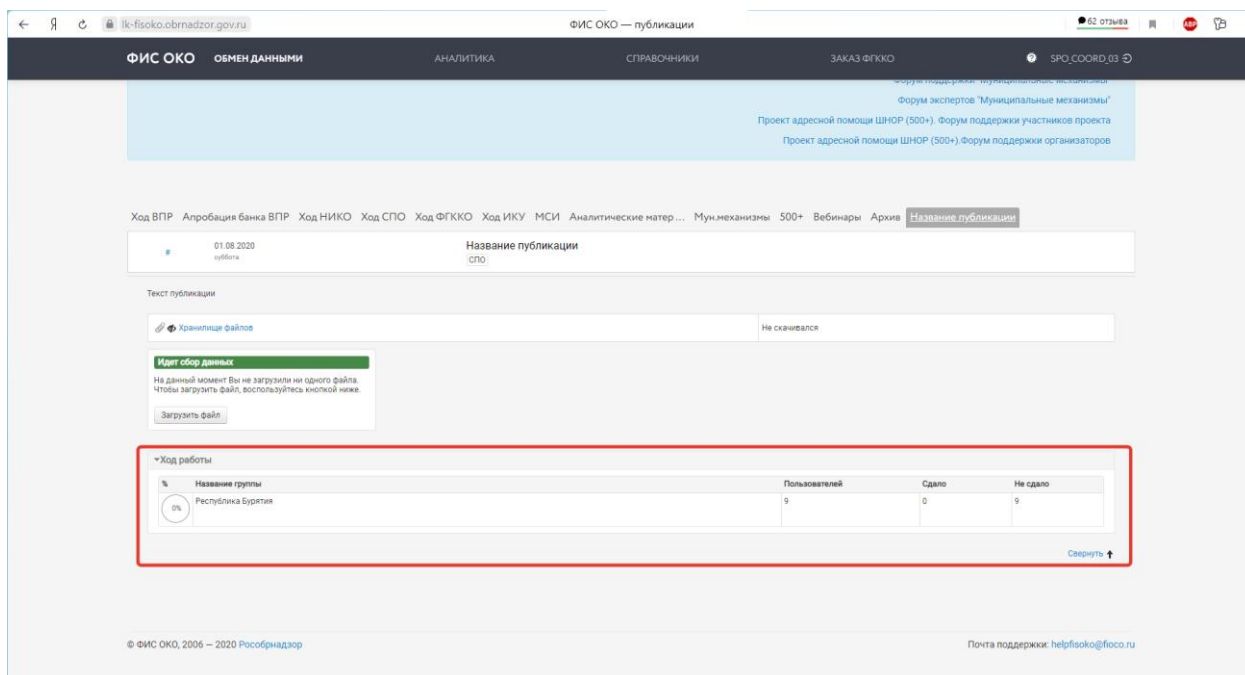 lk-fisoko.obrnadzor.gov.ru ФИС ОКО — публикации 62 отзыва ABP
ФИС ОКО ОБМЕН ДАННЫМИ АНАЛИТИКА СПРАВОЧНИКИ ЗАКАЗ ФГККО SPO_COORD_03
Форум поддержки "Муниципальные механизмы"
Форум экспертов "Муниципальные механизмы"
Проект адресной помощи ШНОР (500+). Форум поддержки участников проекта
Проект адресной помощи ШНОР (500+).Форум поддержки организаторов
Ход ВПР Апробация банка ВПР Ход НИКО Ход СПО Ход ФГККО Ход ИКУ МСИ Аналитические матер... Мун.механизмы 500+ Вебинары Архив Название публикации
# 01.08.2020 Название публикации
суббота СПО
Текст публикации
Хранилище файлов Не скачивался
Идет сбор данных
На данный момент Вы не загрузили ни одного файла.
Чтобы загрузить файл, воспользуйтесь кнопкой ниже.
Загрузить файл
Ход работы
% Название группы Пользователей Сдало Не сдало
0% Республика Бурятия 9 0 9
Свернуть
© ФИС ОКО, 2006 — 2020 Рособрнадзор Почта поддержки: helpfisoko@fioco.ru